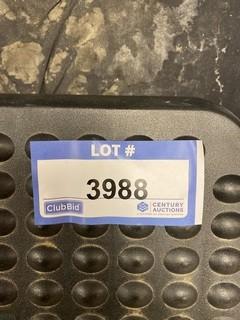 LOT #
3988
ClubBid
CENTURY
AUCTIONS